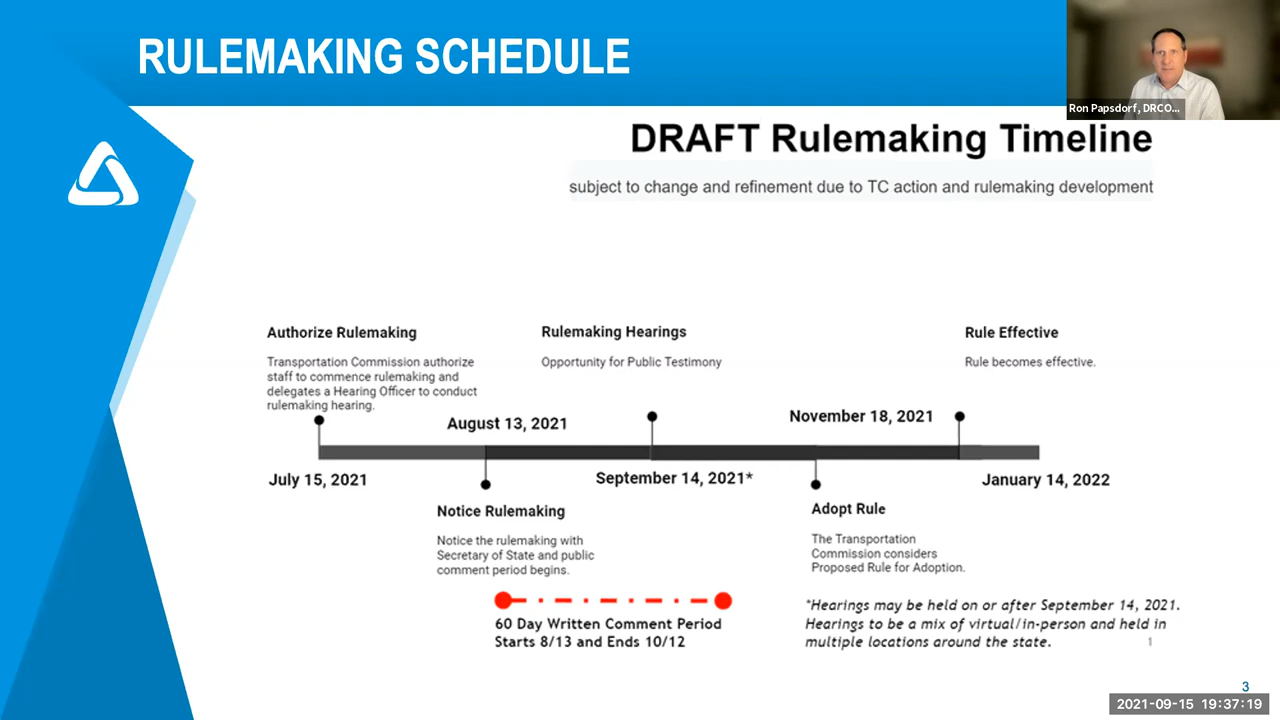 RULEMAKING SCHEDULE
Ron Papsdorf, DRCO...
DRAFT Rulemaking Timeline
subject to change and refinement due to TC action and rulemaking development
Authorize Rulemaking
Transportation Commission authorize
staff to commence rulemaking and
delegates a Hearing Officer to conduct
rulemaking hearing.
Rulemaking Hearings
Opportunity for Public Testimony
Rule Effective
Rule becomes effective.
August 13, 2021
November 18, 2021
July 15, 2021
September 14, 2021*
January 14, 2022
Notice Rulemaking
Notice the rulemaking with
Secretary of State and public
comment period begins.
Adopt Rule
The Transportation
Commission considers
Proposed Rule for Adoption.
60 Day Written Comment Period
Starts 8/13 and Ends 10/12
*Hearings may be held on or after September 14, 2021.
Hearings to be a mix of virtual/in-person and held in
multiple locations around the state.
1
3
2021-09-15 19:37:19